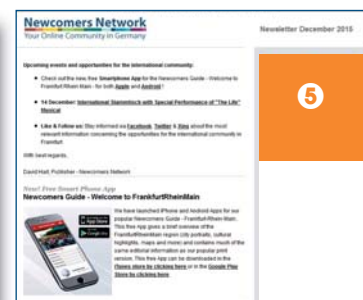 Newcomers Network
Your Online Community in Germany
Newsletter December 2015
5
Upcoming events and opportunities for the international community:
Check out the new free Smartphone App for the Newcomers Guide - Welcome to
Frankfurt Rhein Main - for both Apple and Android !
14 December: International Stammtisch with Special Performance of "The Life"
Musical
Like & Follow us: Stay informed via Facebook, Twitter & Xing about the most
relevant information concerning the opportunities for the international community in
Frankfurt
With best regards,
David Hart, Publisher - Newcomers Network
New! Free Smart Phone App
Newcomers Guide - Welcome to FrankfurtRheinMain
We have launched iPhone and Android Apps for our
popular Newcomers Guide - Frankfurt-Rhein-Main.
This free App gives a brief overview of the
FrankfurtRheinMain region (city portraits, cultural
highlights, maps and more) and contains much of the
same editorial information as our popular print
version. This free App can be downloaded in the
iTunes store by clicking here or in the Google Play
Store by clicking here.
App Store
Google play